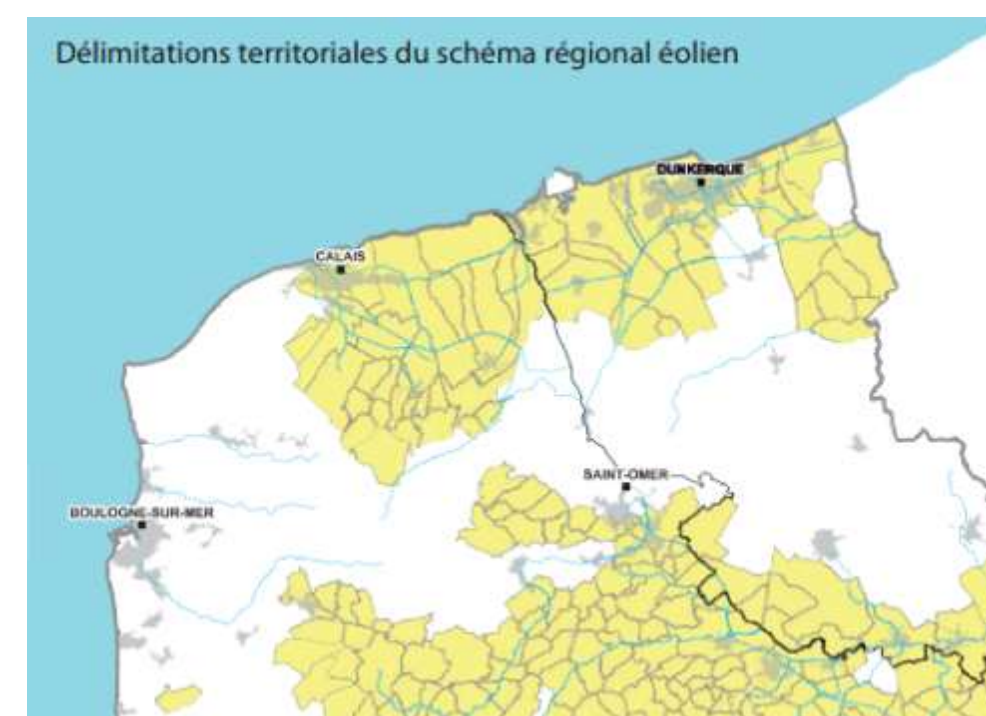 Délimitations territoriales du schéma régional éolien
DUNKERQUE
CALAIS
SAINT-OMER
BOULOGNE-SUR-MER